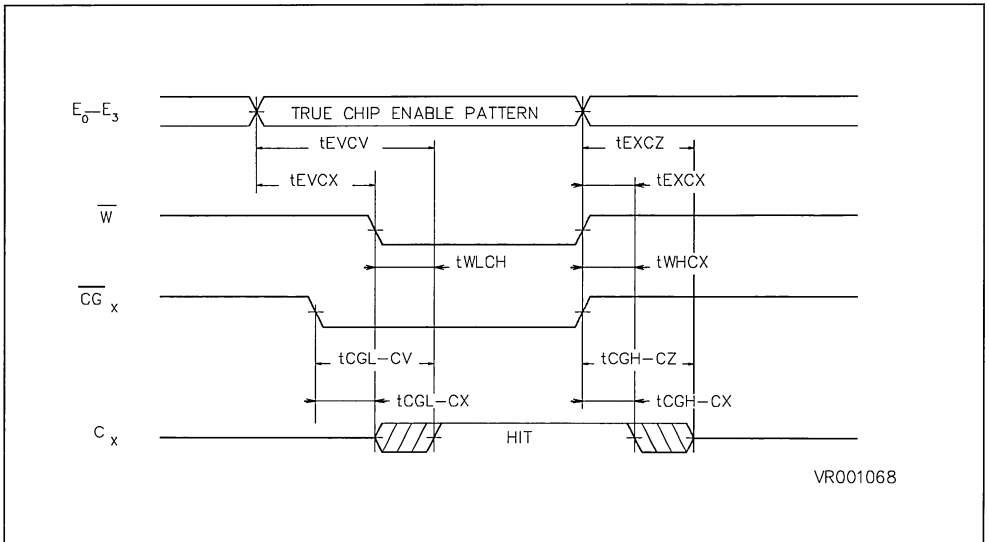 E0—E3
TRUE CHIP ENABLE PATTERN
tEVCV
tEXCZ
tEVCX
tEXCX
W
tWLCH
tWHCX
CG X
tCGL—CV
tCGH—CZ
tCGL—CX
tCGH—CX
C X
HIT
VR001068